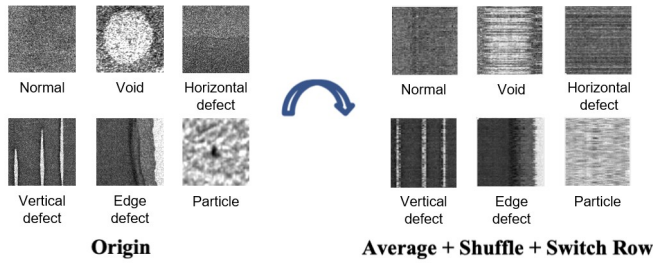 Normal
Void
Horizontal
defect
Vertical
defect
Edge
defect
Particle
Origin
Normal
Void
Horizontal
defect
Vertical
defect
Edge
defect
Particle
Average + Shuffle + Switch Row